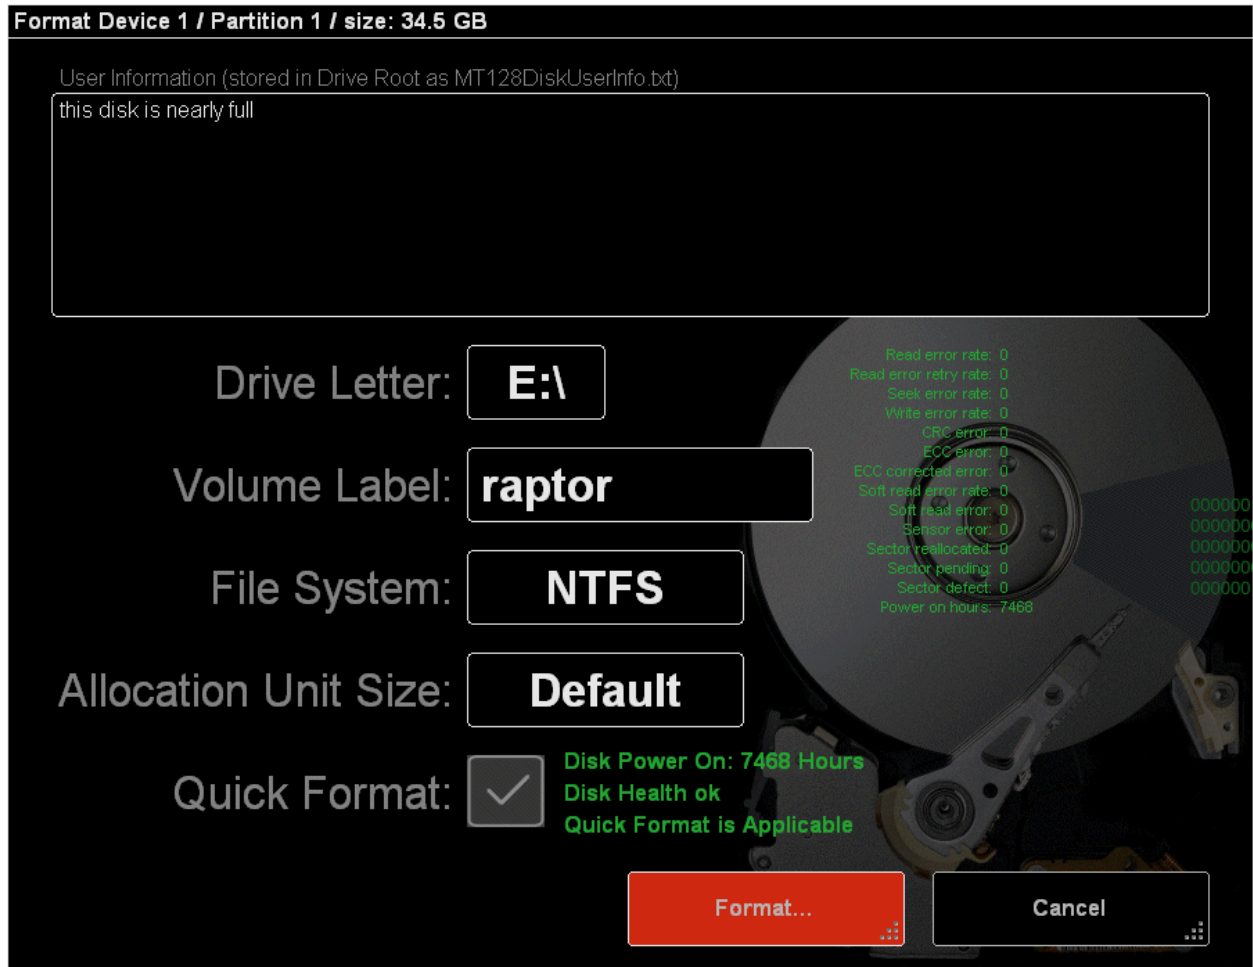 Format Device 1 / Partition 1 / size: 34.5 GB
User Information (stored in Drive Root as MT128DiskUserInfo.txt)
this disk is nearly full
Drive Letter: E:\
Volume Label: raptor
File System: NTFS
Allocation Unit Size: Default
Quick Format:
Disk Power On: 7468 Hours
Disk Health ok
Quick Format is Applicable
Read error rate: 0
Read error retry rate: 0
Seek error rate: 0
Write error rate: 0
CRC error: 0
ECC error: 0
ECC corrected error: 0
Soft read error rate: 0
Soft read error: 0
Sensor error: 0
Sector reallocated: 0
Sector pending: 0
Sector defect: 0
Power on hours: 7468
Format...
Cancel